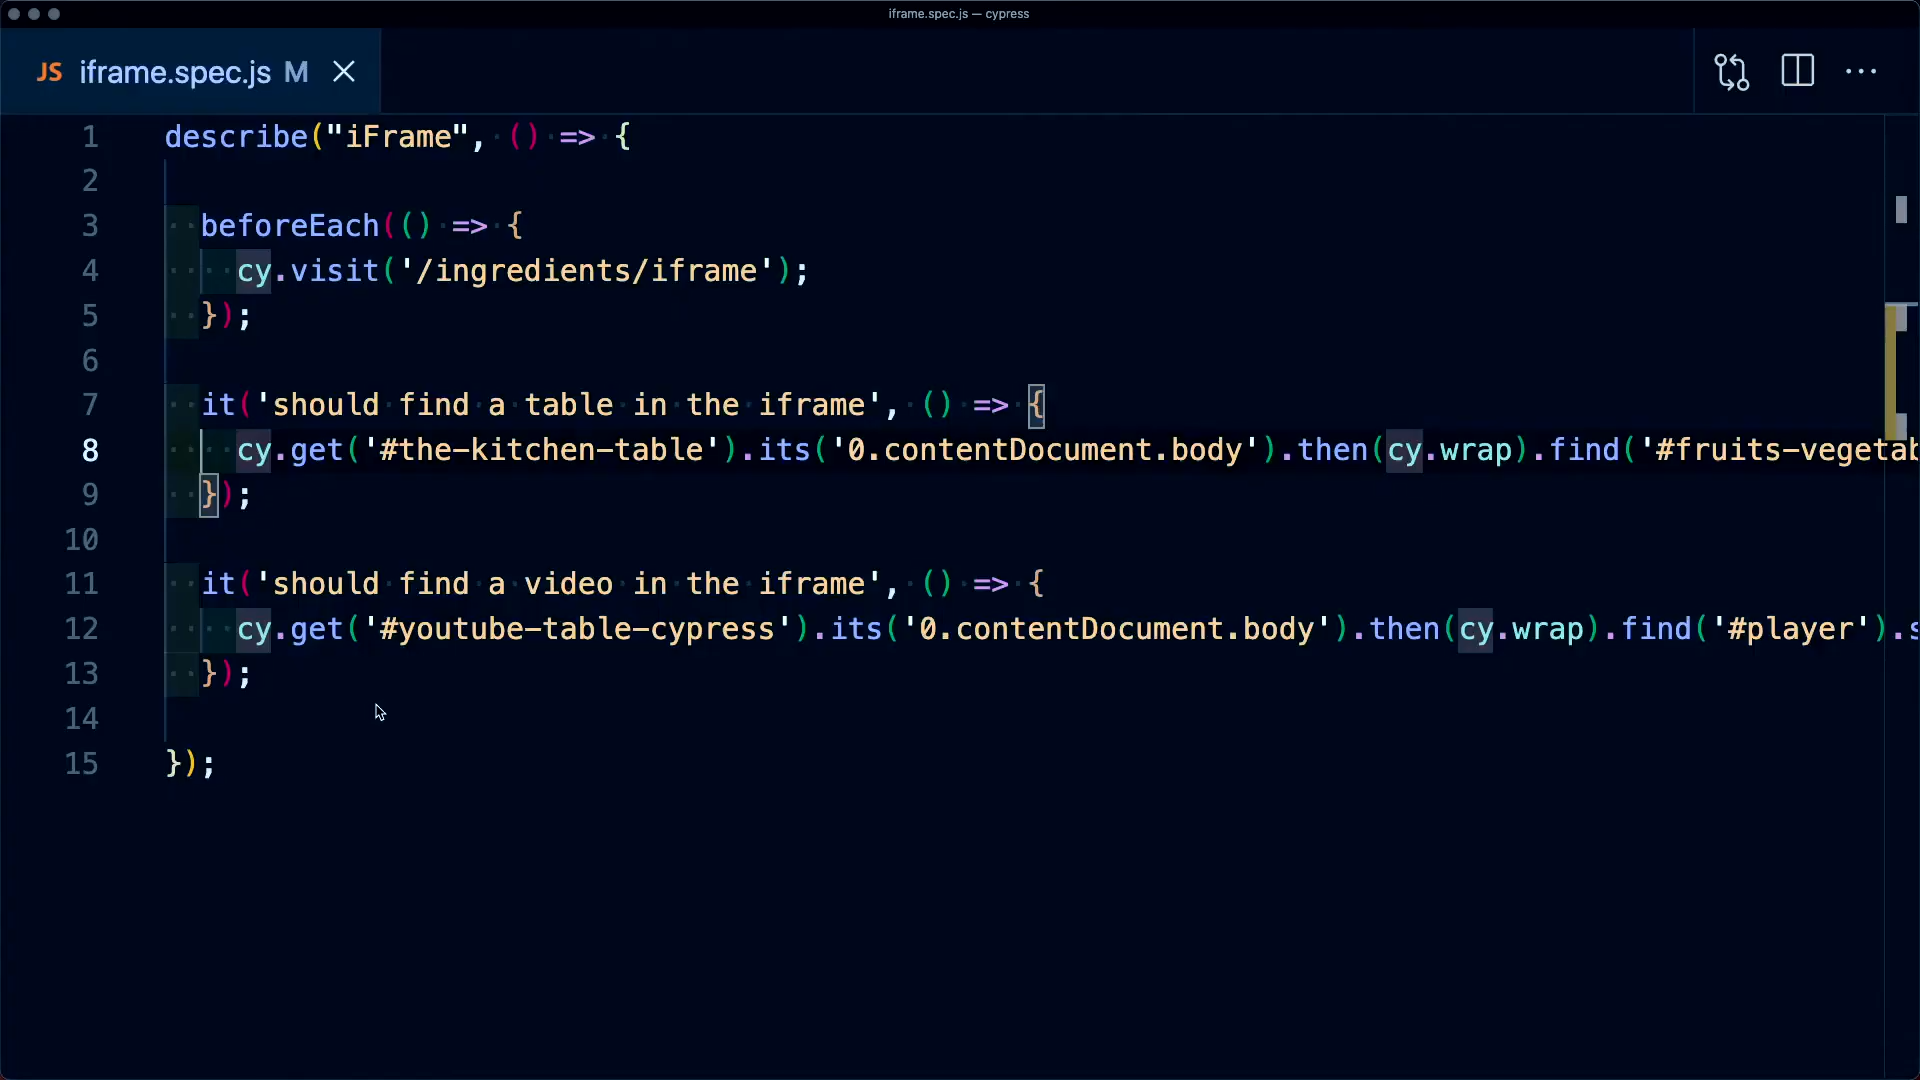 iframe.spec.js — cypress
JS iframe.spec.js M
1 describe("iFrame", () => {
2
3 beforeEach(() => {
4 cy.visit('/ingredients/iframe');
5 });
6
7 it('should find a table in the iframe', () => {
8 cy.get('#the-kitchen-table').its('0.contentDocument.body').then(cy.wrap).find('#fruits-vegetab
9 });
10
11 it('should find a video in the iframe', () => {
12 cy.get('#youtube-table-cypress').its('0.contentDocument.body').then(cy.wrap).find('#player').s
13 });
14
15 });